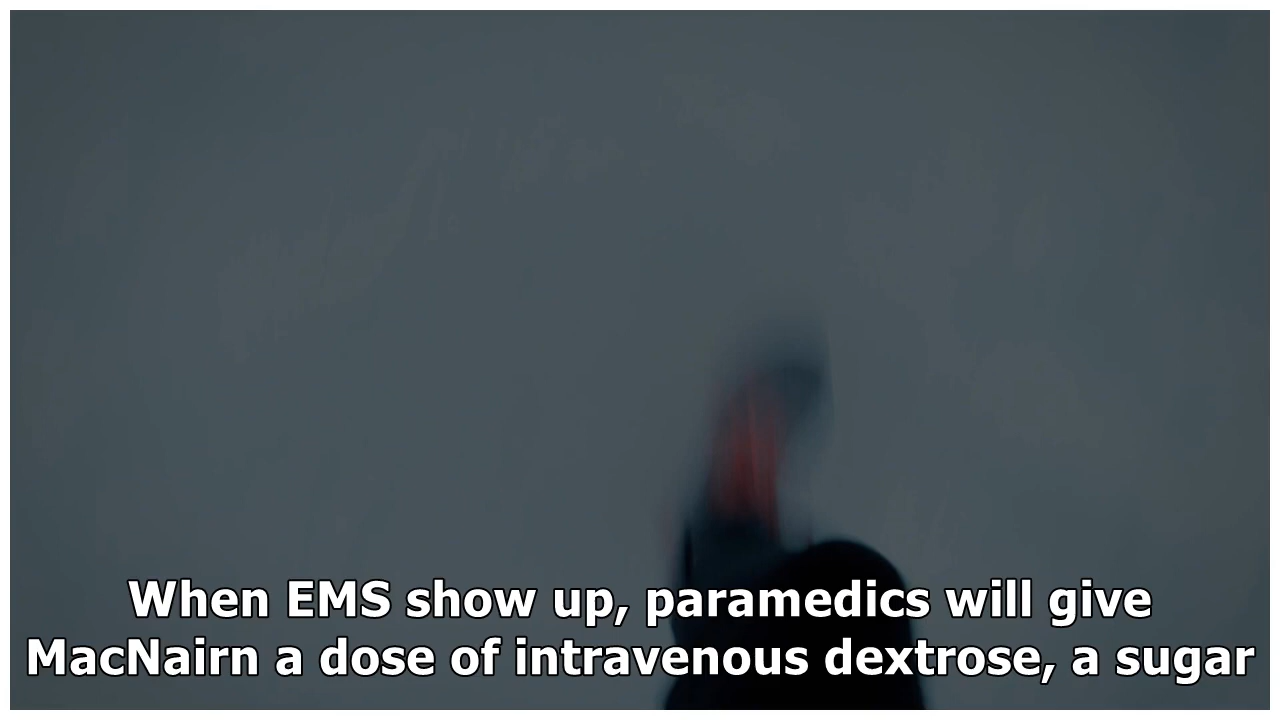 When EMS show up, paramedics will give
MacNairn a dose of intravenous dextrose, a sugar